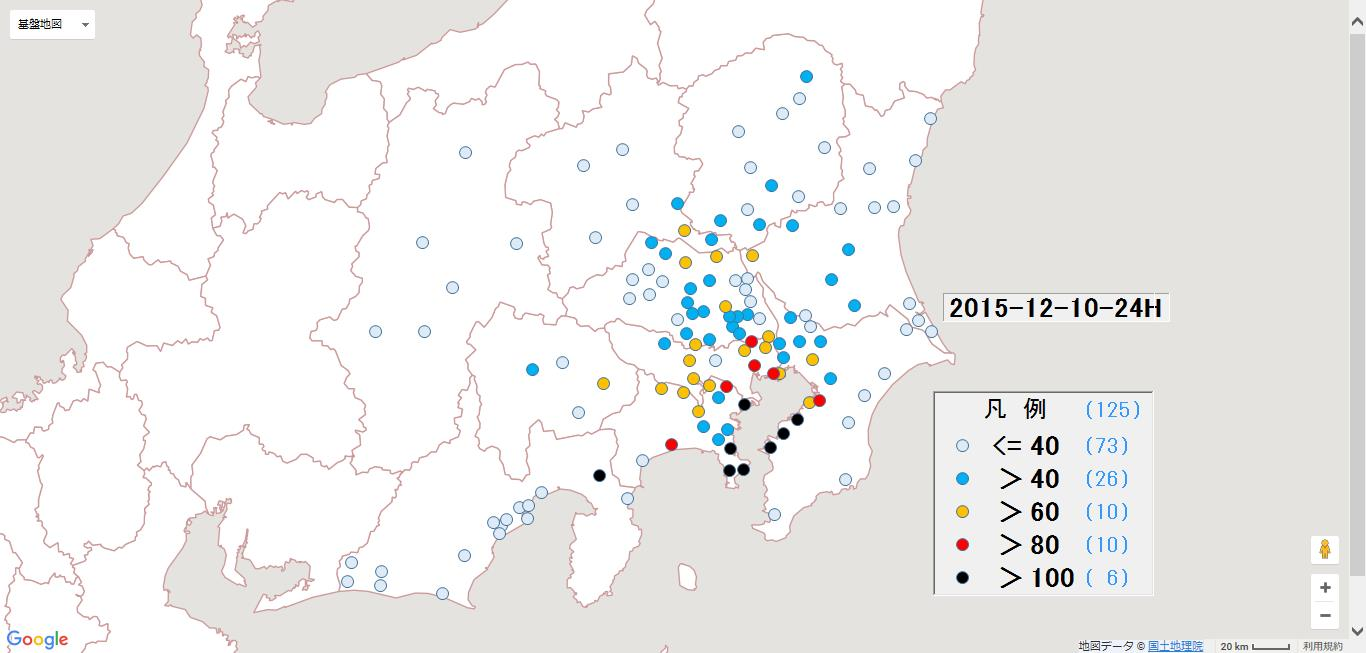 基盤地図
2015-12-10-24H
凡 例 (125)
<= 40 (73)
> 40 (26)
> 60 (10)
> 80 (10)
> 100 ( 6)
+
−
Google
地図データ © 国土地理院 20 km 利用規約